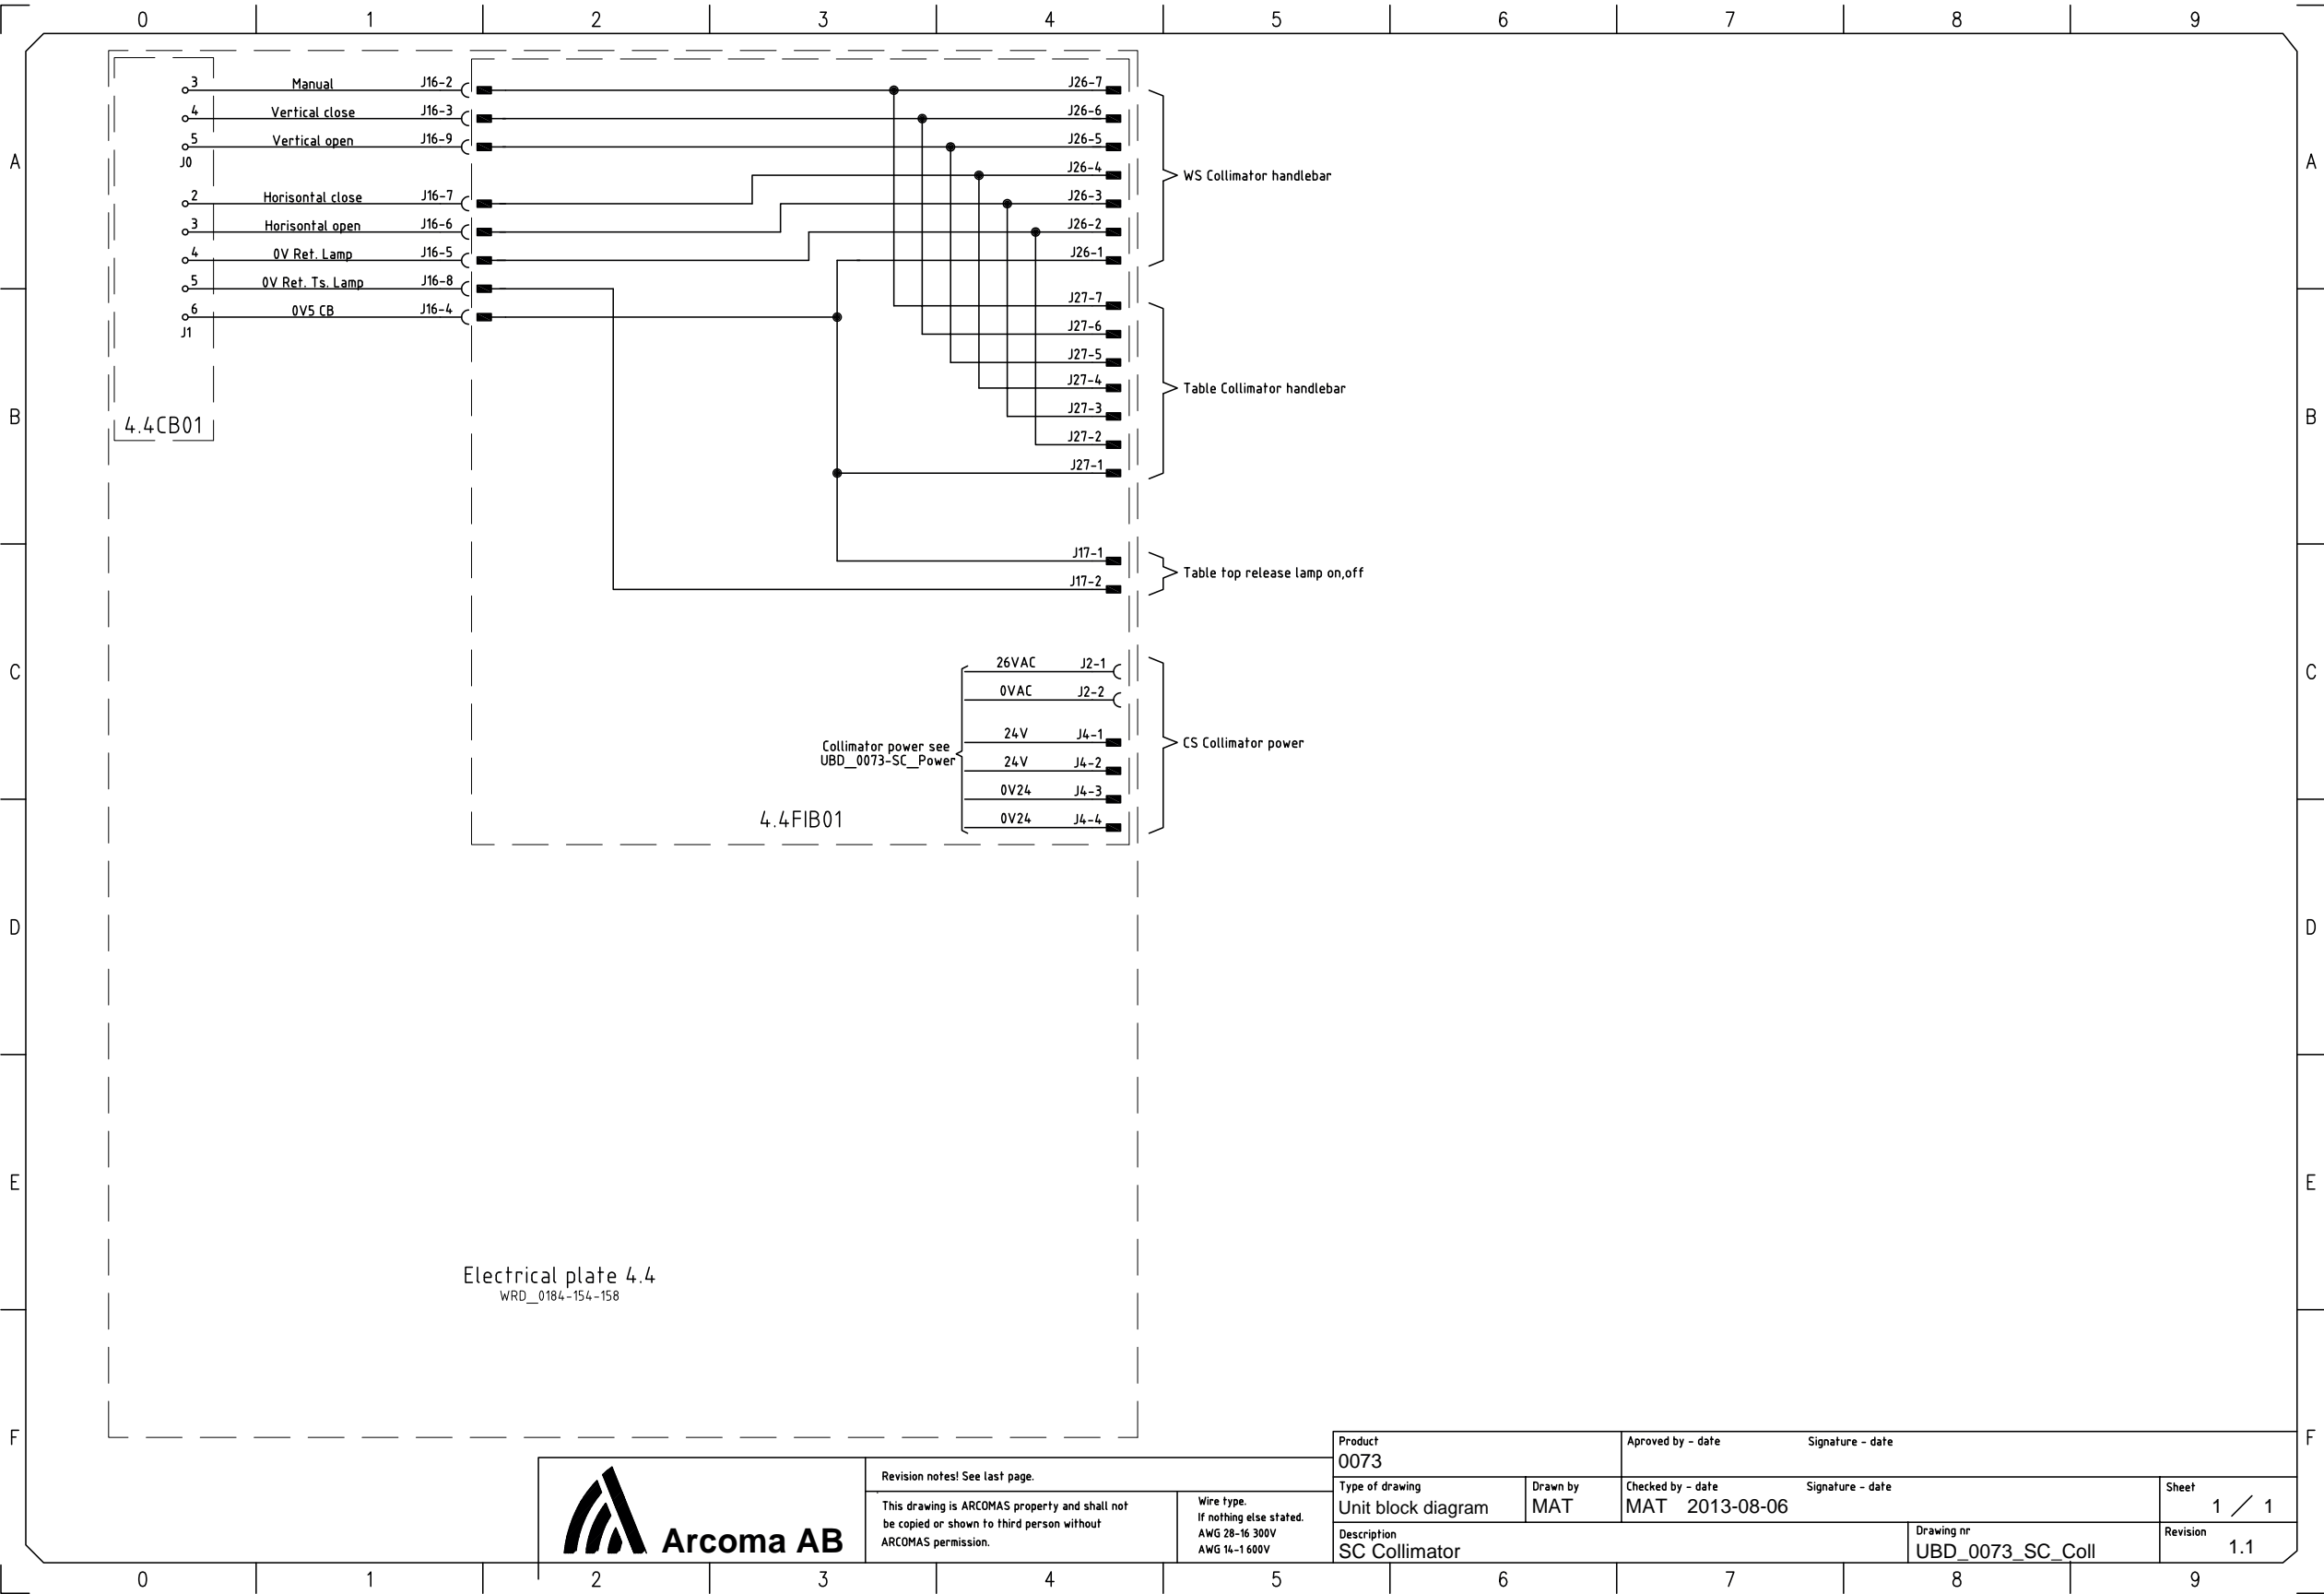 0 1 2 3 4 5 6 7 8 9
3 Manual J16-2 J26-7
4 Vertical close J16-3 J26-6
5 Vertical open J16-9 J26-5
A J0 A
J26-4 WS Collimator handlebar
2 Horisontal close J16-7 J26-3
3 Horisontal open J16-6 J26-2
4 0V Ret. Lamp J16-5 J26-1
5 0V Ret. Ts. Lamp J16-8
J27-7
6 0V5 CB J16-4
J1 J27-6
J27-5
J27-4 Table Collimator handlebar
J27-3
B 4.4CB01 B
J27-2
J27-1
J17-1
Table top release lamp on,off
J17-2
26VAC J2-1
C C
0VAC J2-2
24V J4-1
Collimator power see CS Collimator power
UBD_0073-SC_Power 24V J4-2
0V24 J4-3
4.4FIB01 0V24 J4-4
D D
E E
Electrical plate 4.4
WRD_0184-154-158
F F
Product Aproved by - date Signature - date
0073
Revision notes! See last page.
Type of drawing Drawn by Checked by - date Signature - date Sheet
Unit block diagram MAT MAT 2013-08-06 1 / 1
This drawing is ARCOMAS property and shall not
be copied or shown to third person without
ARCOMAS permission.
Wire type.
If nothing else stated.
AWG 28-16 300V
AWG 14-1 600V
Arcoma AB
Description Drawing nr Revision
SC Collimator UBD_0073_SC_Coll 1.1
0 1 2 3 4 5 6 7 8 9